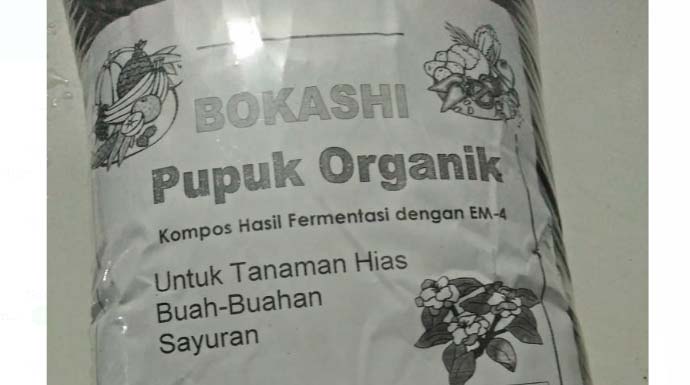 BOKASHI
Pupuk Organik
Kompos Hasil Fermentasi dengan EM-4
Untuk Tanaman Hias
Buah-Buahan
Sayuran